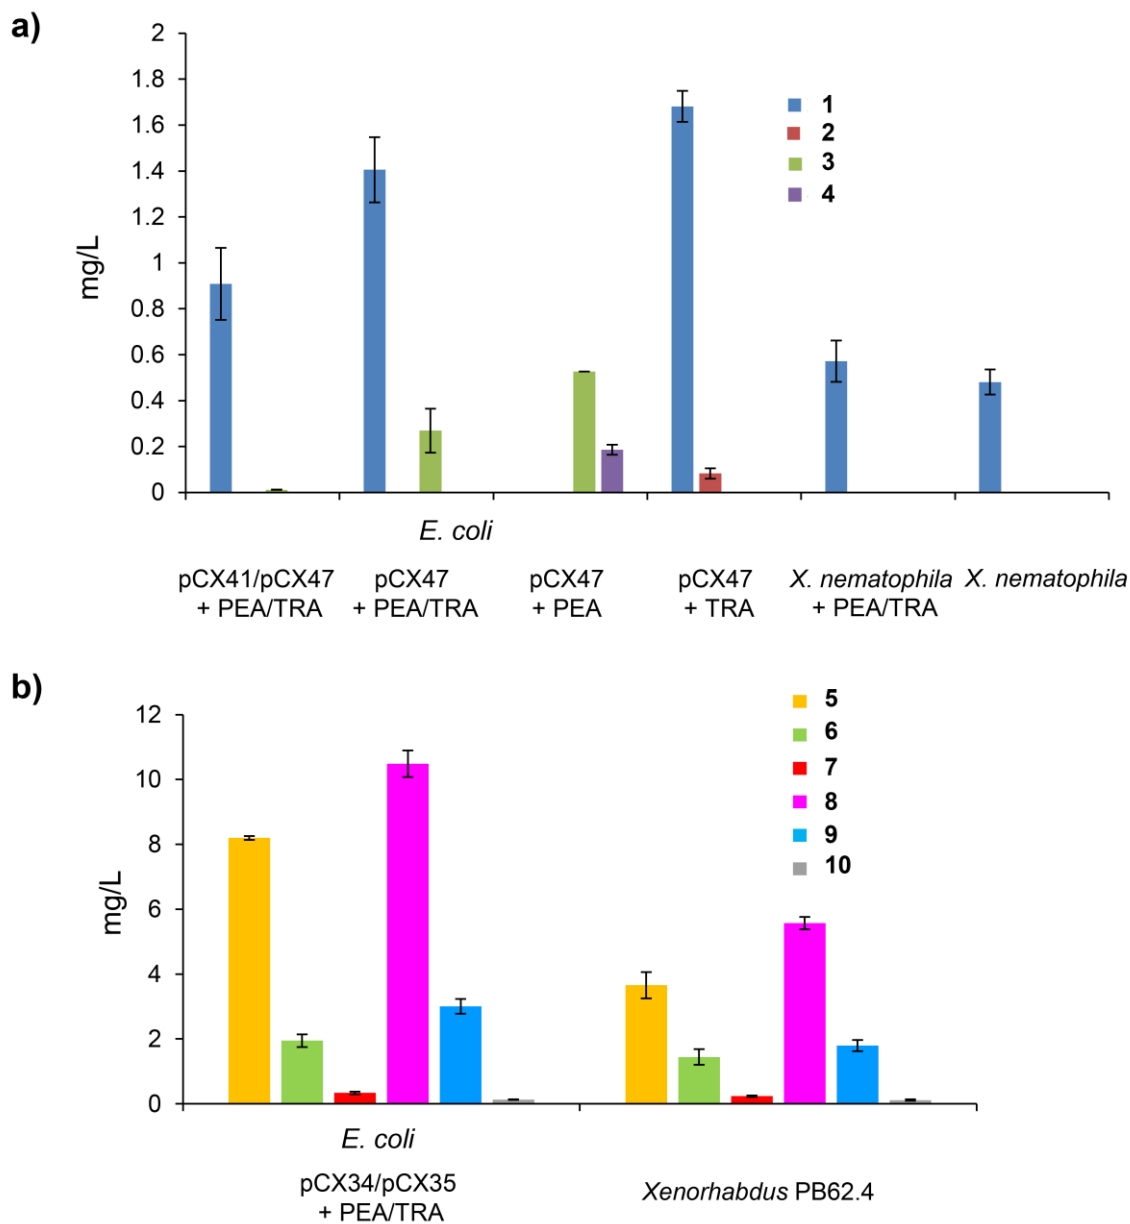 a)
2
1.8
1.6
1.4
1.2
1
0.8
0.6
0.4
0.2
0
mg/L
1
2
3
4
E. coli
pCX41/pCX47 + PEA/TRA
pCX47 + PEA/TRA
pCX47 + PEA
pCX47 + TRA
X. nematophila + PEA/TRA
X. nematophila
b)
12
10
8
6
4
2
0
mg/L
5
6
7
8
9
10
E. coli
pCX34/pCX35
+ PEA/TRA
Xenorhabdus PB62.4